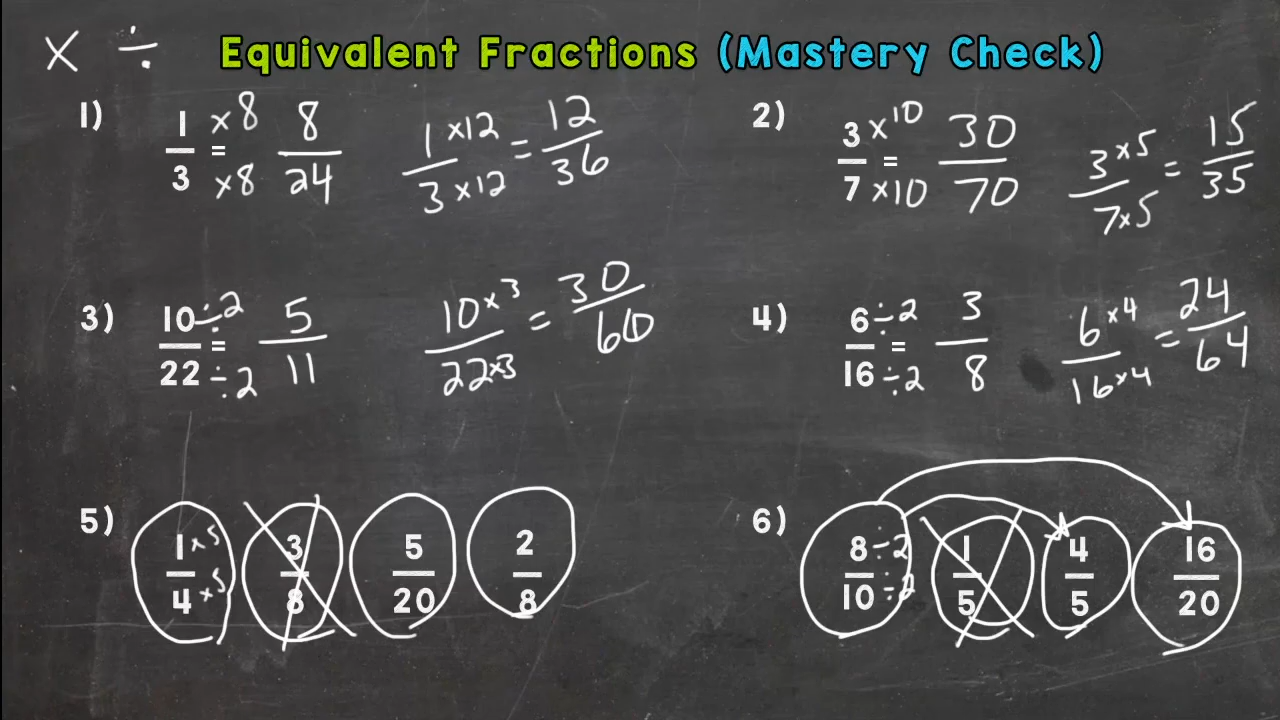 × ÷ Equivalent Fractions (Mastery Check)
1)
1 ×8 8 1 ×12 12
— = — — = —
3 ×8 24 3 ×12 36
2)
3 ×10 30 3 ×5 15
— = — — = —
7 ×10 70 7 ×5 35
3)
10 ÷2 5 10 ×3 30
— = — — = —
22 ÷2 11 22 ×3 60
4)
6 ÷2 3 6 ×4 24
— = — — = —
16 ÷2 8 16 ×4 64
5)
1 ×5 3 5 2
— — — —
4 ×5 8 20 8
6)
8 ÷2 1 4 16
— — — —
10 ÷2 5 5 20